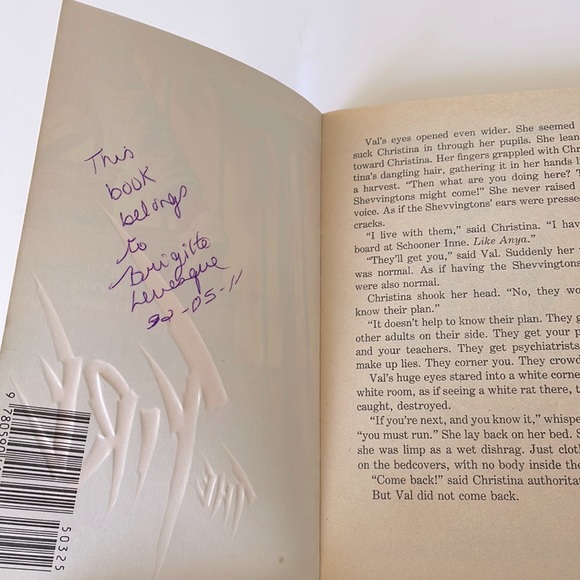 This
book
belongs
to
Brigitte
Levesque
92-05-11
THE
9 780590
50325
Val's eyes opened even wider. She seemed
suck Christina in through her pupils. She lean
toward Christina. Her fingers grappled with Chr
tina's dangling hair, gathering it in her hands li
a harvest. "Then what are you doing here? T
Shevvingtons might come!" She never raised
voice. As if the Shevvingtons' ears were presse
cracks.
"I live with them," said Christina. "I hav
board at Schooner Inne. Like Anya."
"They'll get you," said Val. Suddenly her
was normal. As if having the Shevvingtons
were also normal.
Christina shook her head. "No, they wo
know their plan."
"It doesn't help to know their plan. They g
other adults on their side. They get your p
and your teachers. They get psychiatrists
make up lies. They corner you. They crowd
Val's huge eyes stared into a white corne
white room, as if seeing a white rat there, t
caught, destroyed.
"If you're next, and you know it," whispe
"you must run." She lay back on her bed. S
she was limp as a wet dishrag. Just cloth
on the bedcovers, with no body inside the
"Come back!" said Christina authorita
But Val did not come back.